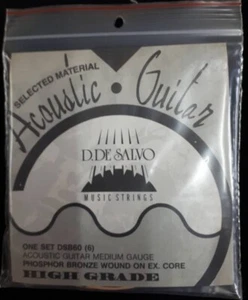 SELECTED MATERIAL
Acoustic Guitar
D.DE SALVO
MUSIC STRINGS
ONE SET DSB60 (6)
ACOUSTIC GUITAR MEDIUM GAUGE
PHOSPHOR BRONZE WOUND ON EX. CORE
HIGH GRADE